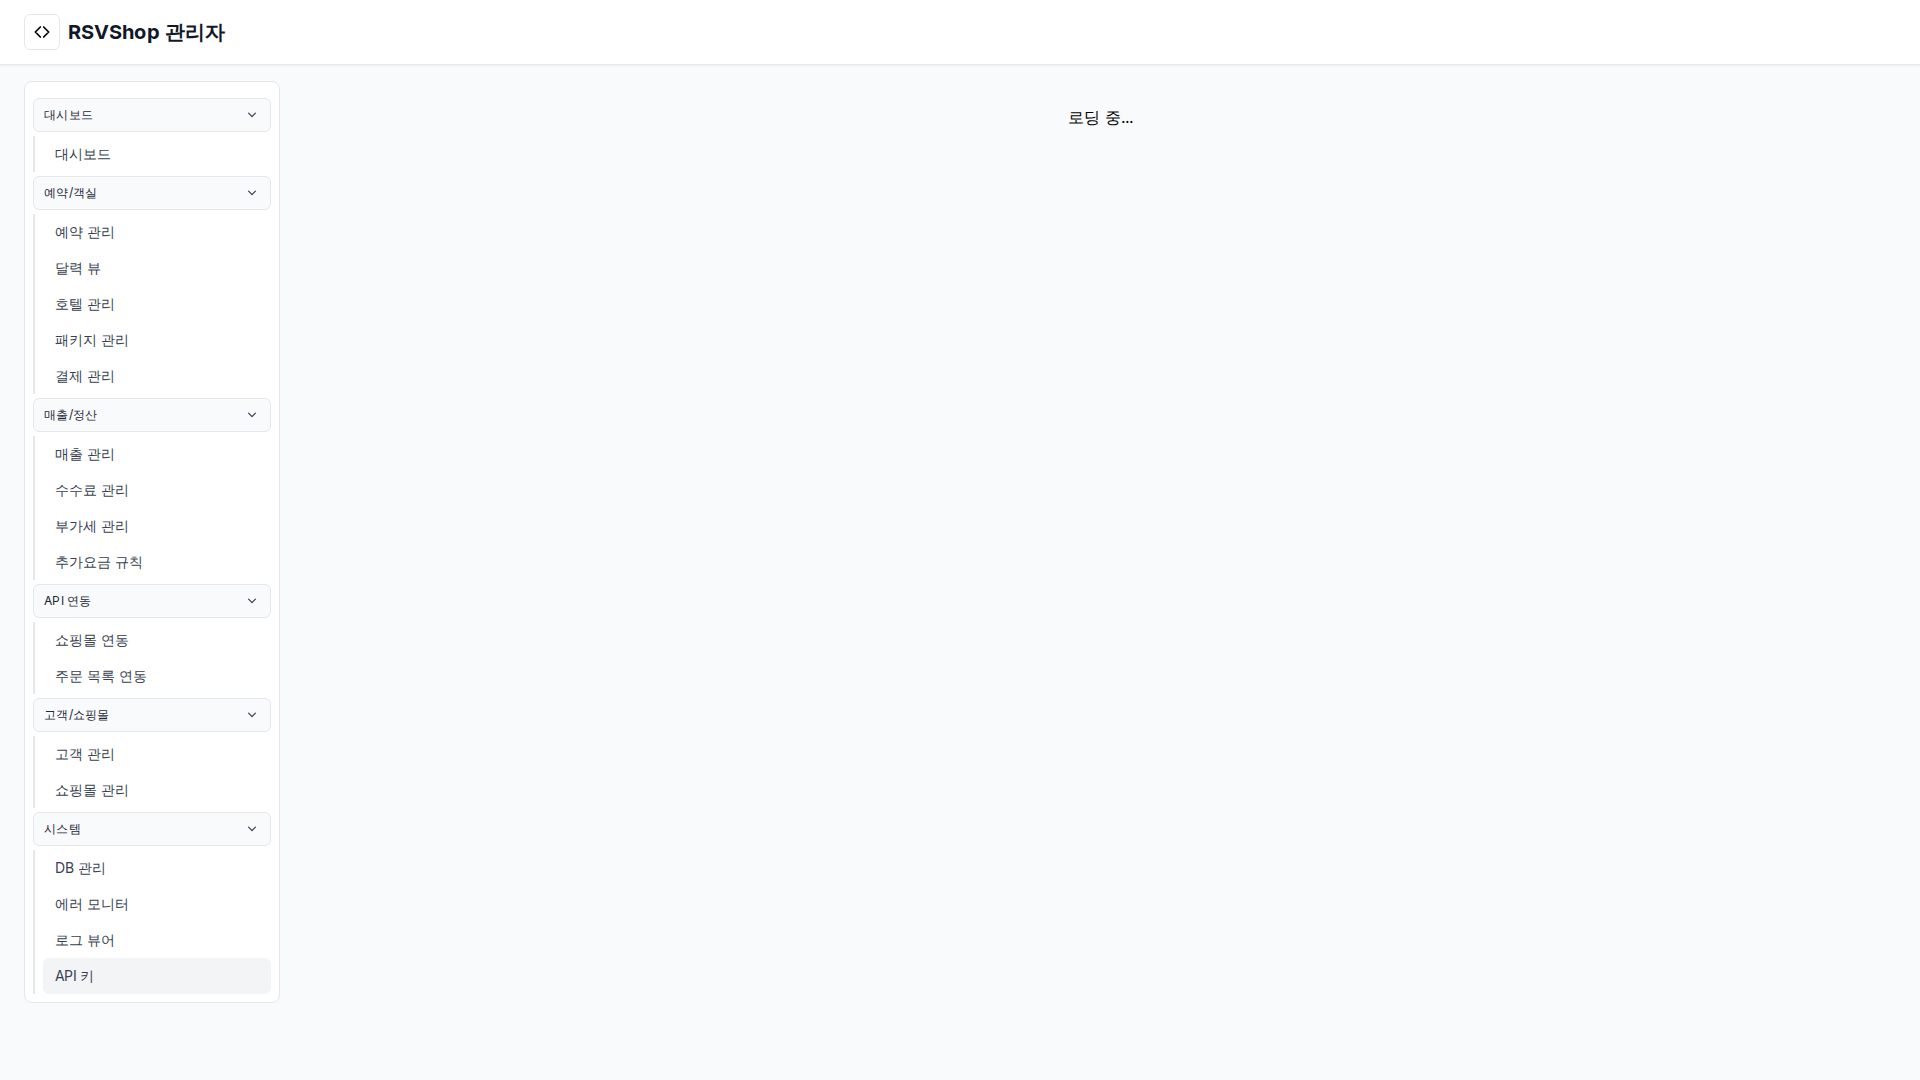 RSVShop 관리자
대시보드
대시보드
예약/객실
예약 관리
달력 뷰
호텔 관리
패키지 관리
결제 관리
매출/정산
매출 관리
수수료 관리
부가세 관리
추가요금 규칙
API 연동
쇼핑몰 연동
주문 목록 연동
고객/쇼핑몰
고객 관리
쇼핑몰 관리
시스템
DB 관리
에러 모니터
로그 뷰어
API 키
로딩 중...